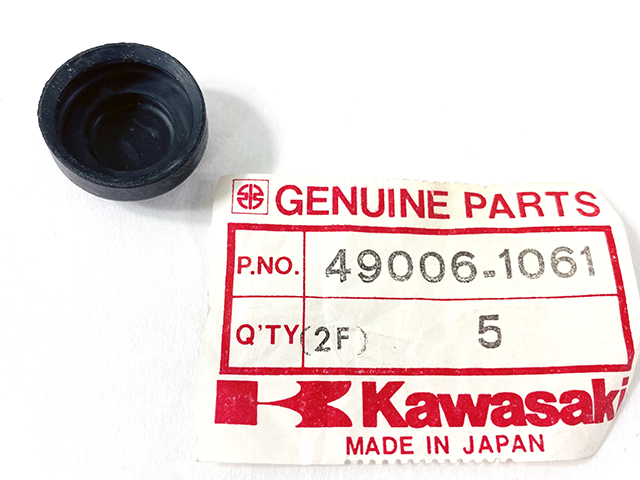 GENUINE PARTS
P.NO. 49006-1061
Q'TY (2F) 5
Kawasaki
MADE IN JAPAN